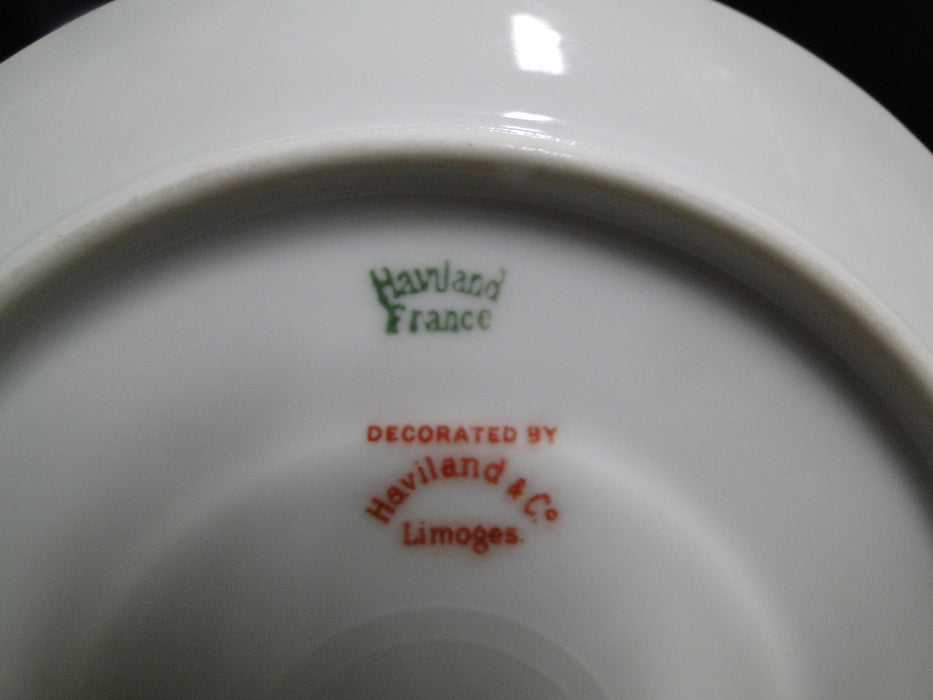 Haviland
France
DECORATED BY
Haviland & Co
Limoges.